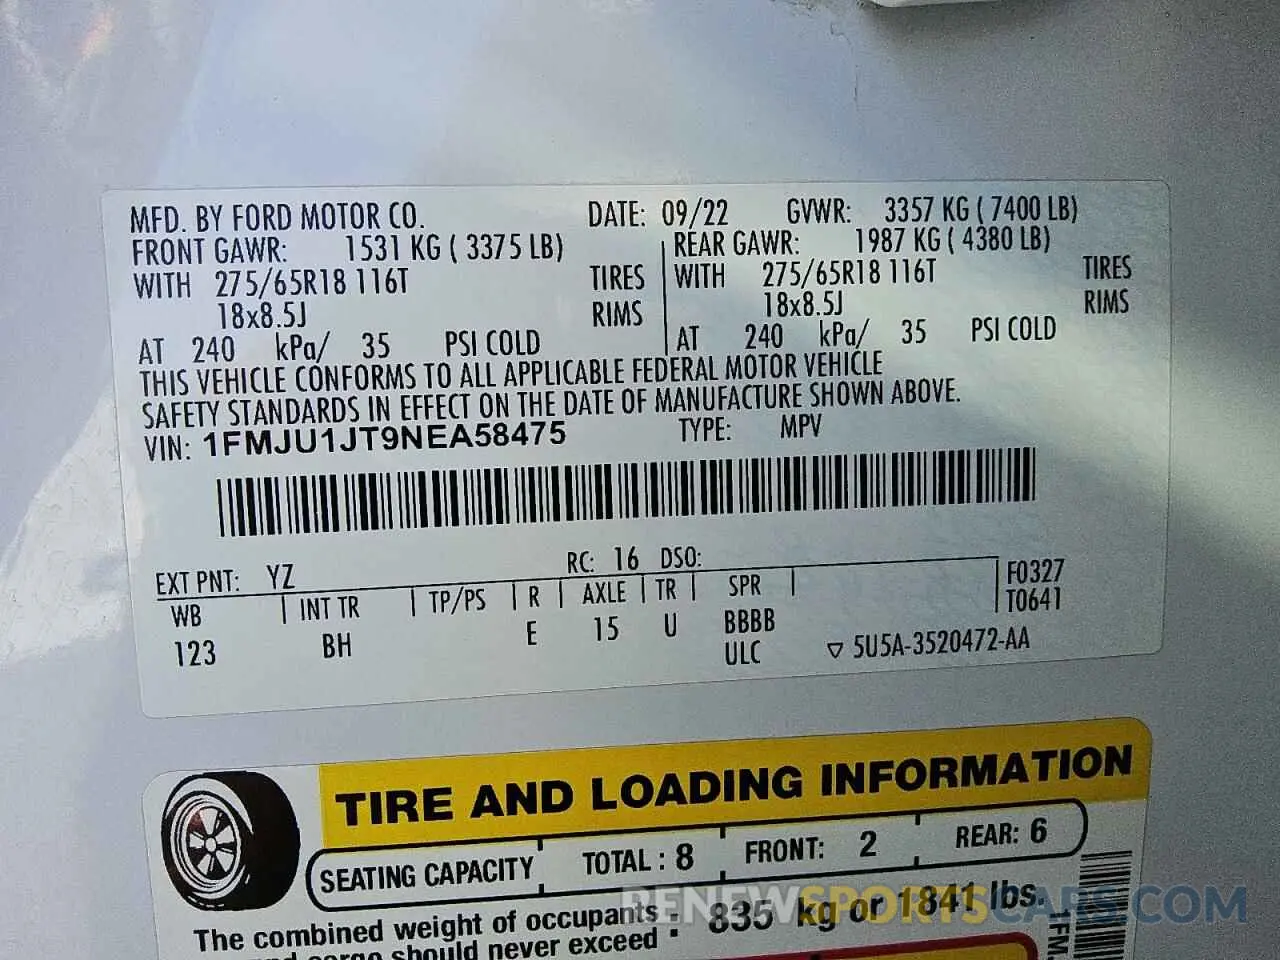 MFD. BY FORD MOTOR CO. DATE: 09/22 GVWR: 3357 KG ( 7400 LB)
FRONT GAWR: 1531 KG ( 3375 LB) REAR GAWR: 1987 KG ( 4380 LB)
WITH 275/65R18 116T TIRES WITH 275/65R18 116T TIRES
18x8.5J RIMS 18x8.5J RIMS
AT 240 kPa/ 35 PSI COLD AT 240 kPa/ 35 PSI COLD
THIS VEHICLE CONFORMS TO ALL APPLICABLE FEDERAL MOTOR VEHICLE
SAFETY STANDARDS IN EFFECT ON THE DATE OF MANUFACTURE SHOWN ABOVE.
VIN: 1FMJU1JT9NEA58475 TYPE: MPV
EXT PNT: YZ RC: 16 DSO:
WB INT TR TP/PS R AXLE TR SPR F0327
T0641
123 BH E 15 U BBBB
ULC ▽ 5U5A-3520472-AA
TIRE AND LOADING INFORMATION
SEATING CAPACITY TOTAL : 8 FRONT: 2 REAR: 6
The combined weight of occupants
cargo should never exceed : 835 kg or 1841 lbs.
1FM
RENEWSPORTSCARS.COM